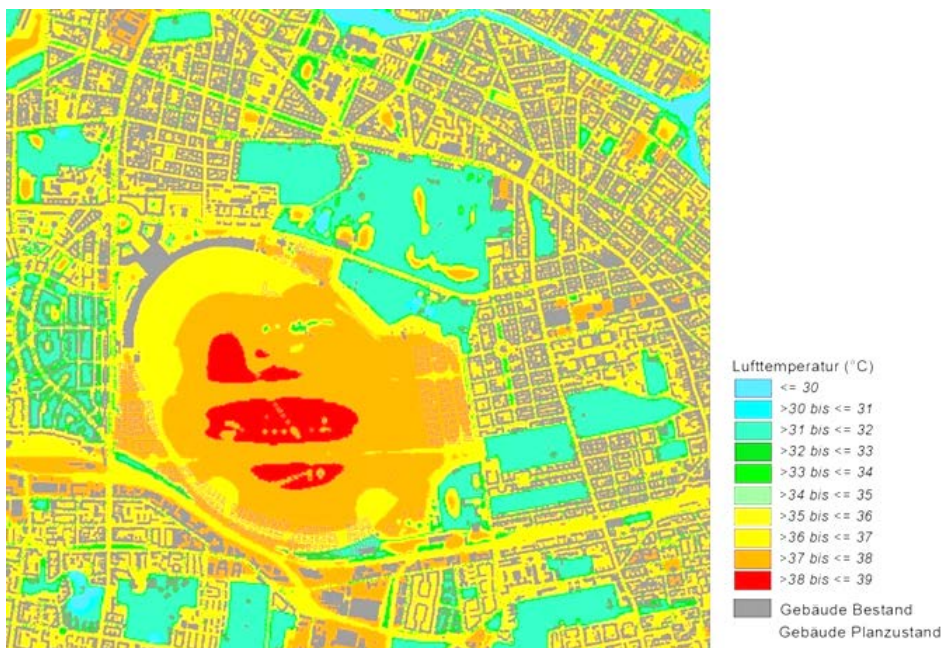 Lufttemperatur (°C)
<= 30
>30 bis <= 31
>31 bis <= 32
>32 bis <= 33
>33 bis <= 34
>34 bis <= 35
>35 bis <= 36
>36 bis <= 37
>37 bis <= 38
>38 bis <= 39
Gebäude Bestand
Gebäude Planzustand